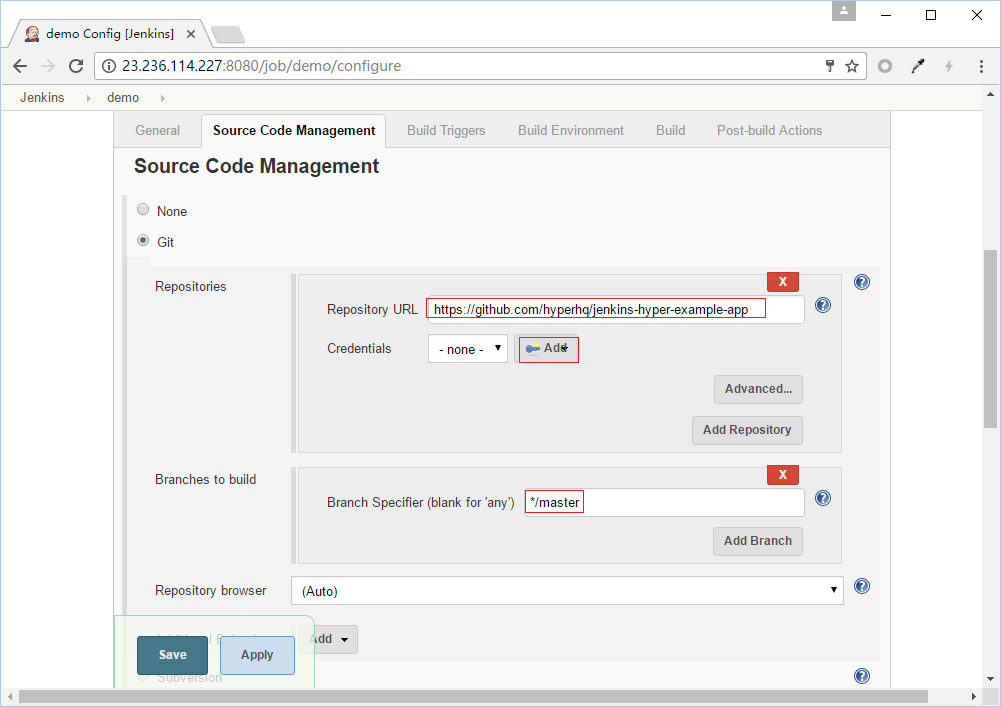 demo Config [Jenkins]
23.236.114.227:8080/job/demo/configure
Jenkins demo
General Source Code Management Build Triggers Build Environment Build Post-build Actions
Source Code Management
None
Git
Repositories
X
Repository URL https://github.com/hyperhq/jenkins-hyper-example-app
Credentials - none - Add
Advanced...
Add Repository
Branches to build
X
Branch Specifier (blank for 'any') */master
Add Branch
Repository browser (Auto)
Add
Save Apply
Subversion